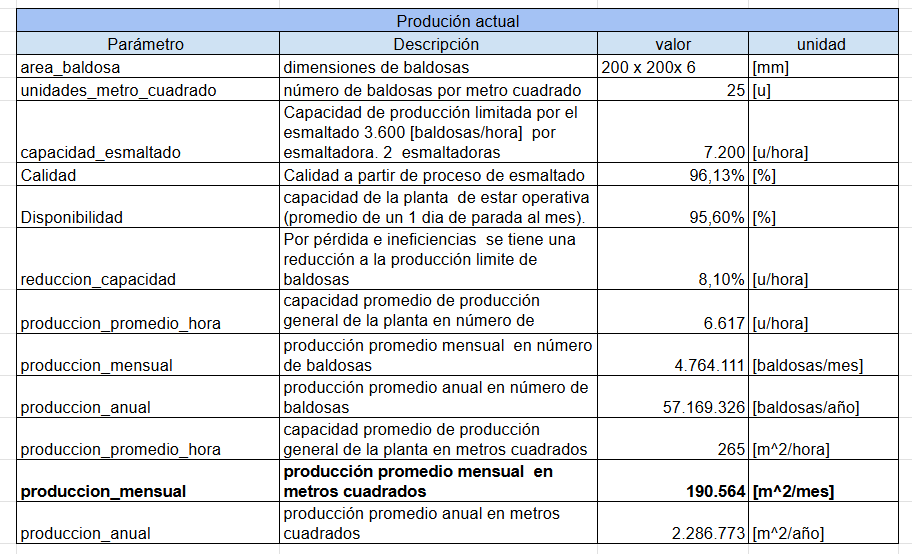 Produción actual
Parámetro Descripción valor unidad
area_baldosa dimensiones de baldosas 200 x 200x 6 [mm]
unidades_metro_cuadrado número de baldosas por metro cuadrado 25 [u]
Capacidad de producción limitada por el
esmaltado 3.600 [baldosas/hora] por
capacidad_esmaltado esmaltadora. 2 esmaltadoras 7.200 [u/hora]
Calidad Calidad a partir de proceso de esmaltado 96,13% [%]
capacidad de la planta de estar operativa
Disponibilidad (promedio de un 1 dia de parada al mes). 95,60% [%]
Por pérdida e ineficiencias se tiene una
reducción a la producción limite de
reduccion_capacidad baldosas 8,10% [u/hora]
capacidad promedio de producción
produccion_promedio_hora general de la planta en número de 6.617 [u/hora]
producción promedio mensual en número
produccion_mensual de baldosas 4.764.111 [baldosas/mes]
producción promedio anual en número de
produccion_anual baldosas 57.169.326 [baldosas/año]
capacidad promedio de producción
produccion_promedio_hora general de la planta en metros cuadrados 265 [m^2/hora]
producción promedio mensual en
produccion_mensual metros cuadrados 190.564 [m^2/mes]
producción promedio anual en metros
produccion_anual cuadrados 2.286.773 [m^2/año]